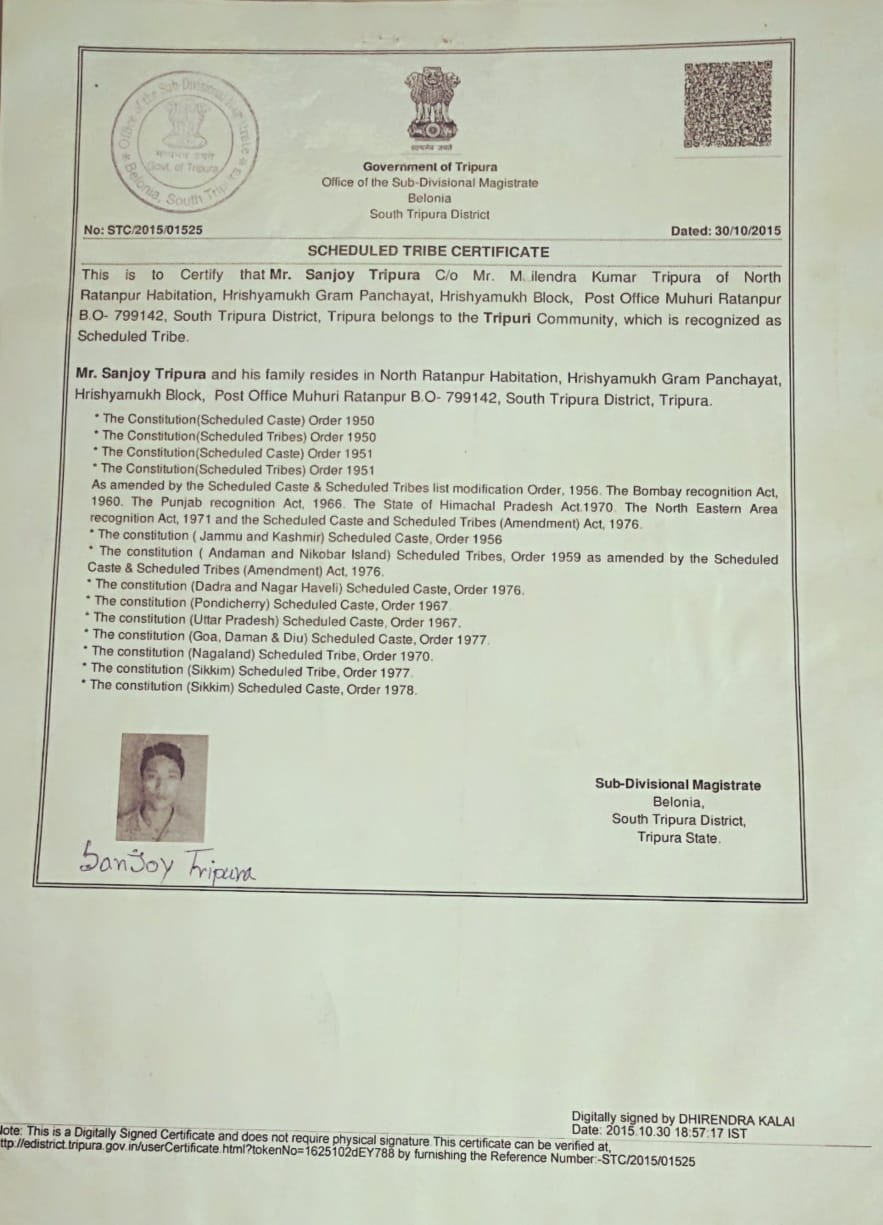 Office of the Sub-Divisional Magistrate
सत्यमेव जयते
Govt. of Tripura
* Belonia, South Tripura *
सत्यमेव जयते
Government of Tripura
Office of the Sub-Divisional Magistrate
Belonia
South Tripura District
No: STC/2015/01525 Dated: 30/10/2015
SCHEDULED TRIBE CERTIFICATE
This is to Certify that Mr. Sanjoy Tripura C/o Mr. Kumar Tripura of North
Ratanpur Habitation, Hrishyamukh Gram Panchayat, Hrishyamukh Block, Post Office Muhuri Ratanpur
B.O- 799142, South Tripura District, Tripura belongs to the Tripuri Community, which is recognized as
Scheduled Tribe.
Mr. Sanjoy Tripura and his family resides in North Ratanpur Habitation, Hrishyamukh Gram Panchayat,
Hrishyamukh Block, Post Office Muhuri Ratanpur B.O- 799142, South Tripura District, Tripura.
* The Constitution(Scheduled Caste) Order 1950
* The Constitution(Scheduled Tribes) Order 1950
* The Constitution(Scheduled Caste) Order 1951
* The Constitution(Scheduled Tribes) Order 1951
As amended by the Scheduled Caste & Scheduled Tribes list modification Order, 1956. The Bombay recognition Act,
1960. The Punjab recognition Act, 1966. The State of Himachal Pradesh Act.1970. The North Eastern Area
recognition Act, 1971 and the Scheduled Caste and Scheduled Tribes (Amendment) Act, 1976.
* The constitution ( Jammu and Kashmir) Scheduled Caste, Order 1956
* The constitution ( Andaman and Nikobar Island) Scheduled Tribes, Order 1959 as amended by the Scheduled
Caste & Scheduled Tribes (Amendment) Act, 1976.
* The constitution (Dadra and Nagar Haveli) Scheduled Caste, Order 1976.
* The constitution (Pondicherry) Scheduled Caste, Order 1967.
* The constitution (Uttar Pradesh) Scheduled Caste, Order 1967.
* The constitution (Goa, Daman & Diu) Scheduled Caste, Order 1977.
* The constitution (Nagaland) Scheduled Tribe, Order 1970.
* The constitution (Sikkim) Scheduled Tribe, Order 1977.
* The constitution (Sikkim) Scheduled Caste, Order 1978.
Sanjoy Tripura
Sub-Divisional Magistrate
Belonia,
South Tripura District,
Tripura State.
Digitally signed by DHIRENDRA KALAI
Date: 2015.10.30 18:57:17 IST
lote: This is a Digitally Signed Certificate and does not require physical signature.This certificate can be verified at,
ttp://edistrict.tripura.gov.in/userCertificate.html?tokenNo=1625102dEY788 by furnishing the Reference Number:-STC/2015/01525